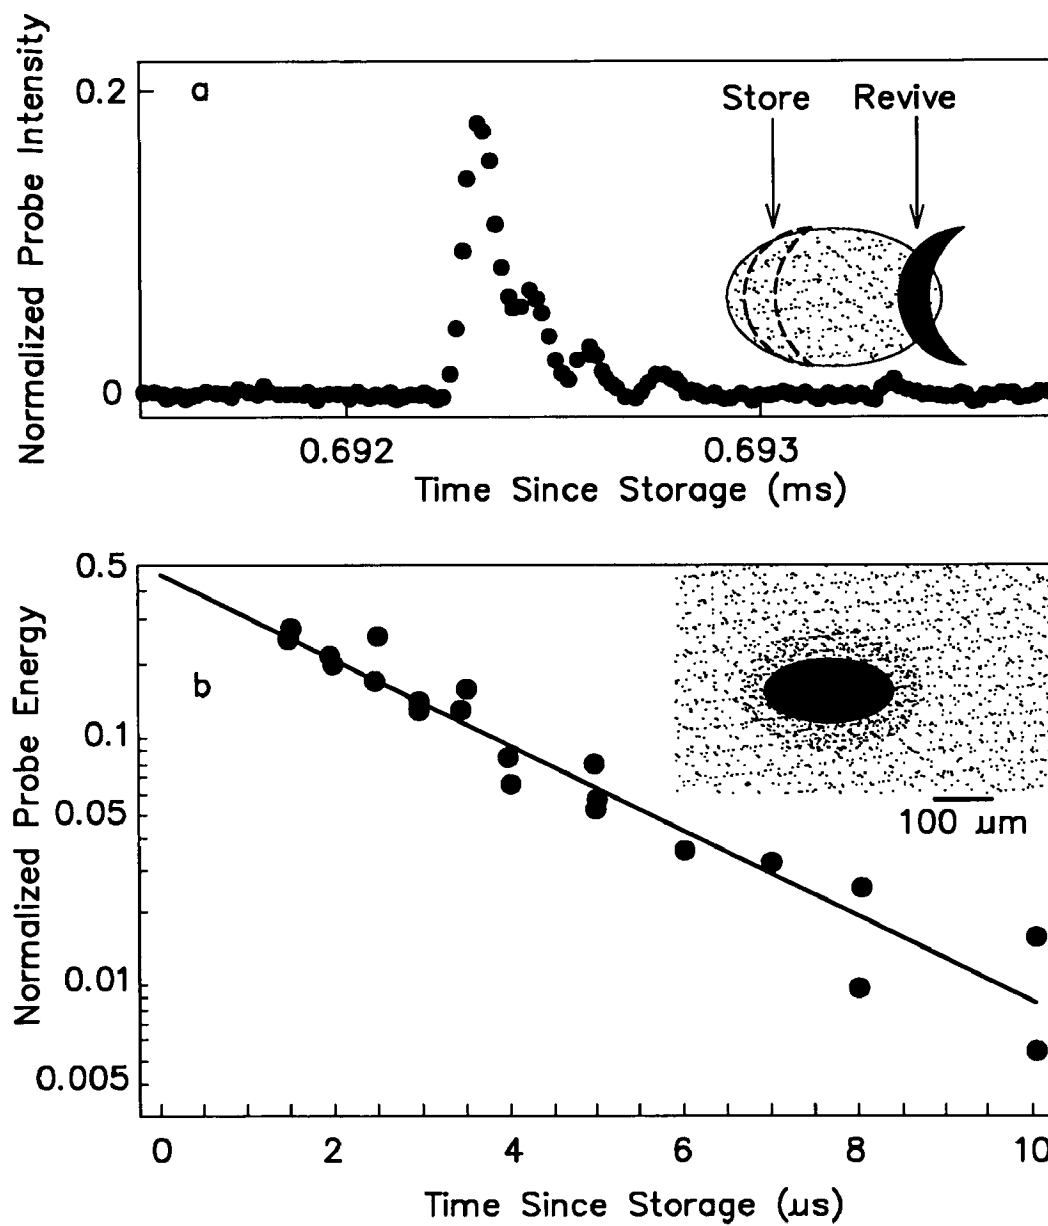 Normalized Probe Intensity
a
0.2
0
Store Revive
0.692 0.693
Time Since Storage (ms)
Normalized Probe Energy
b
0.5
0.1
0.05
0.01
0.005
100 μm
0 2 4 6 8 10
Time Since Storage (μs)